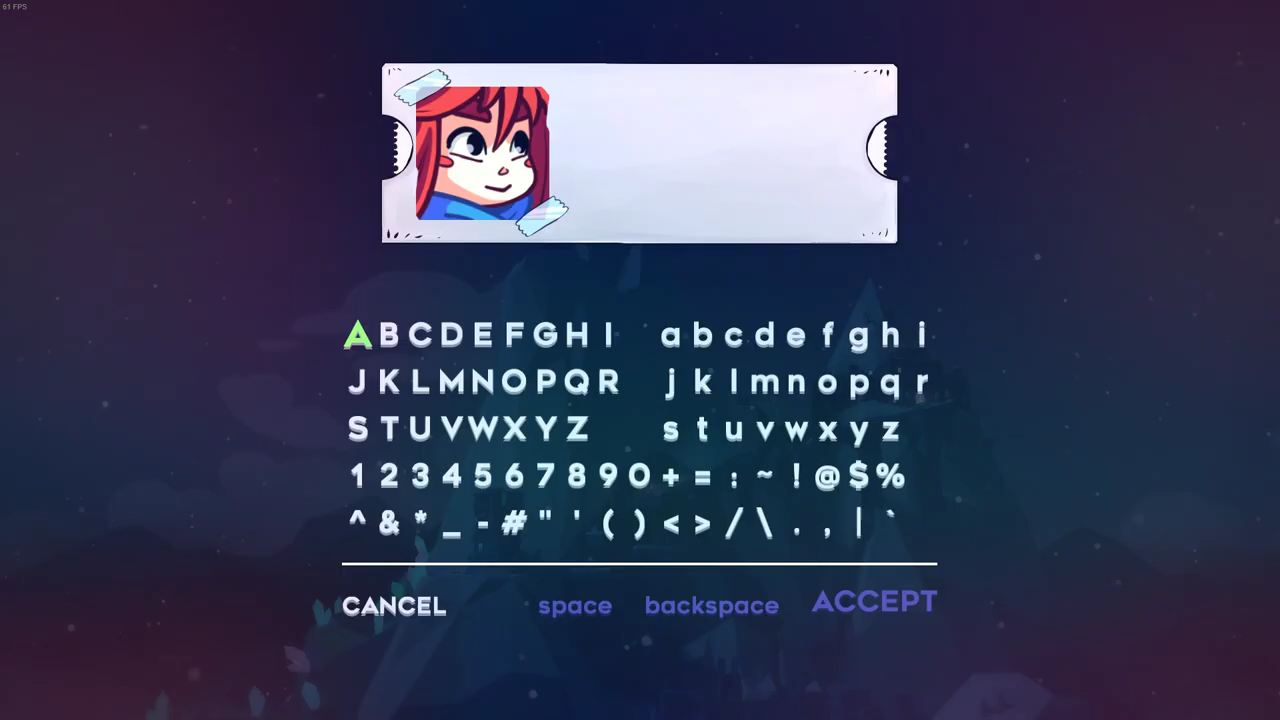 61 FPS
A B C D E F G H I a b c d e f g h i
J K L M N O P Q R j k l m n o p q r
S T U V W X Y Z s t u v w x y z
1 2 3 4 5 6 7 8 9 0 + = : ~ ! @ $ %
^ & * _ - # " ' ( ) < > / \ . , | `
CANCEL space backspace ACCEPT